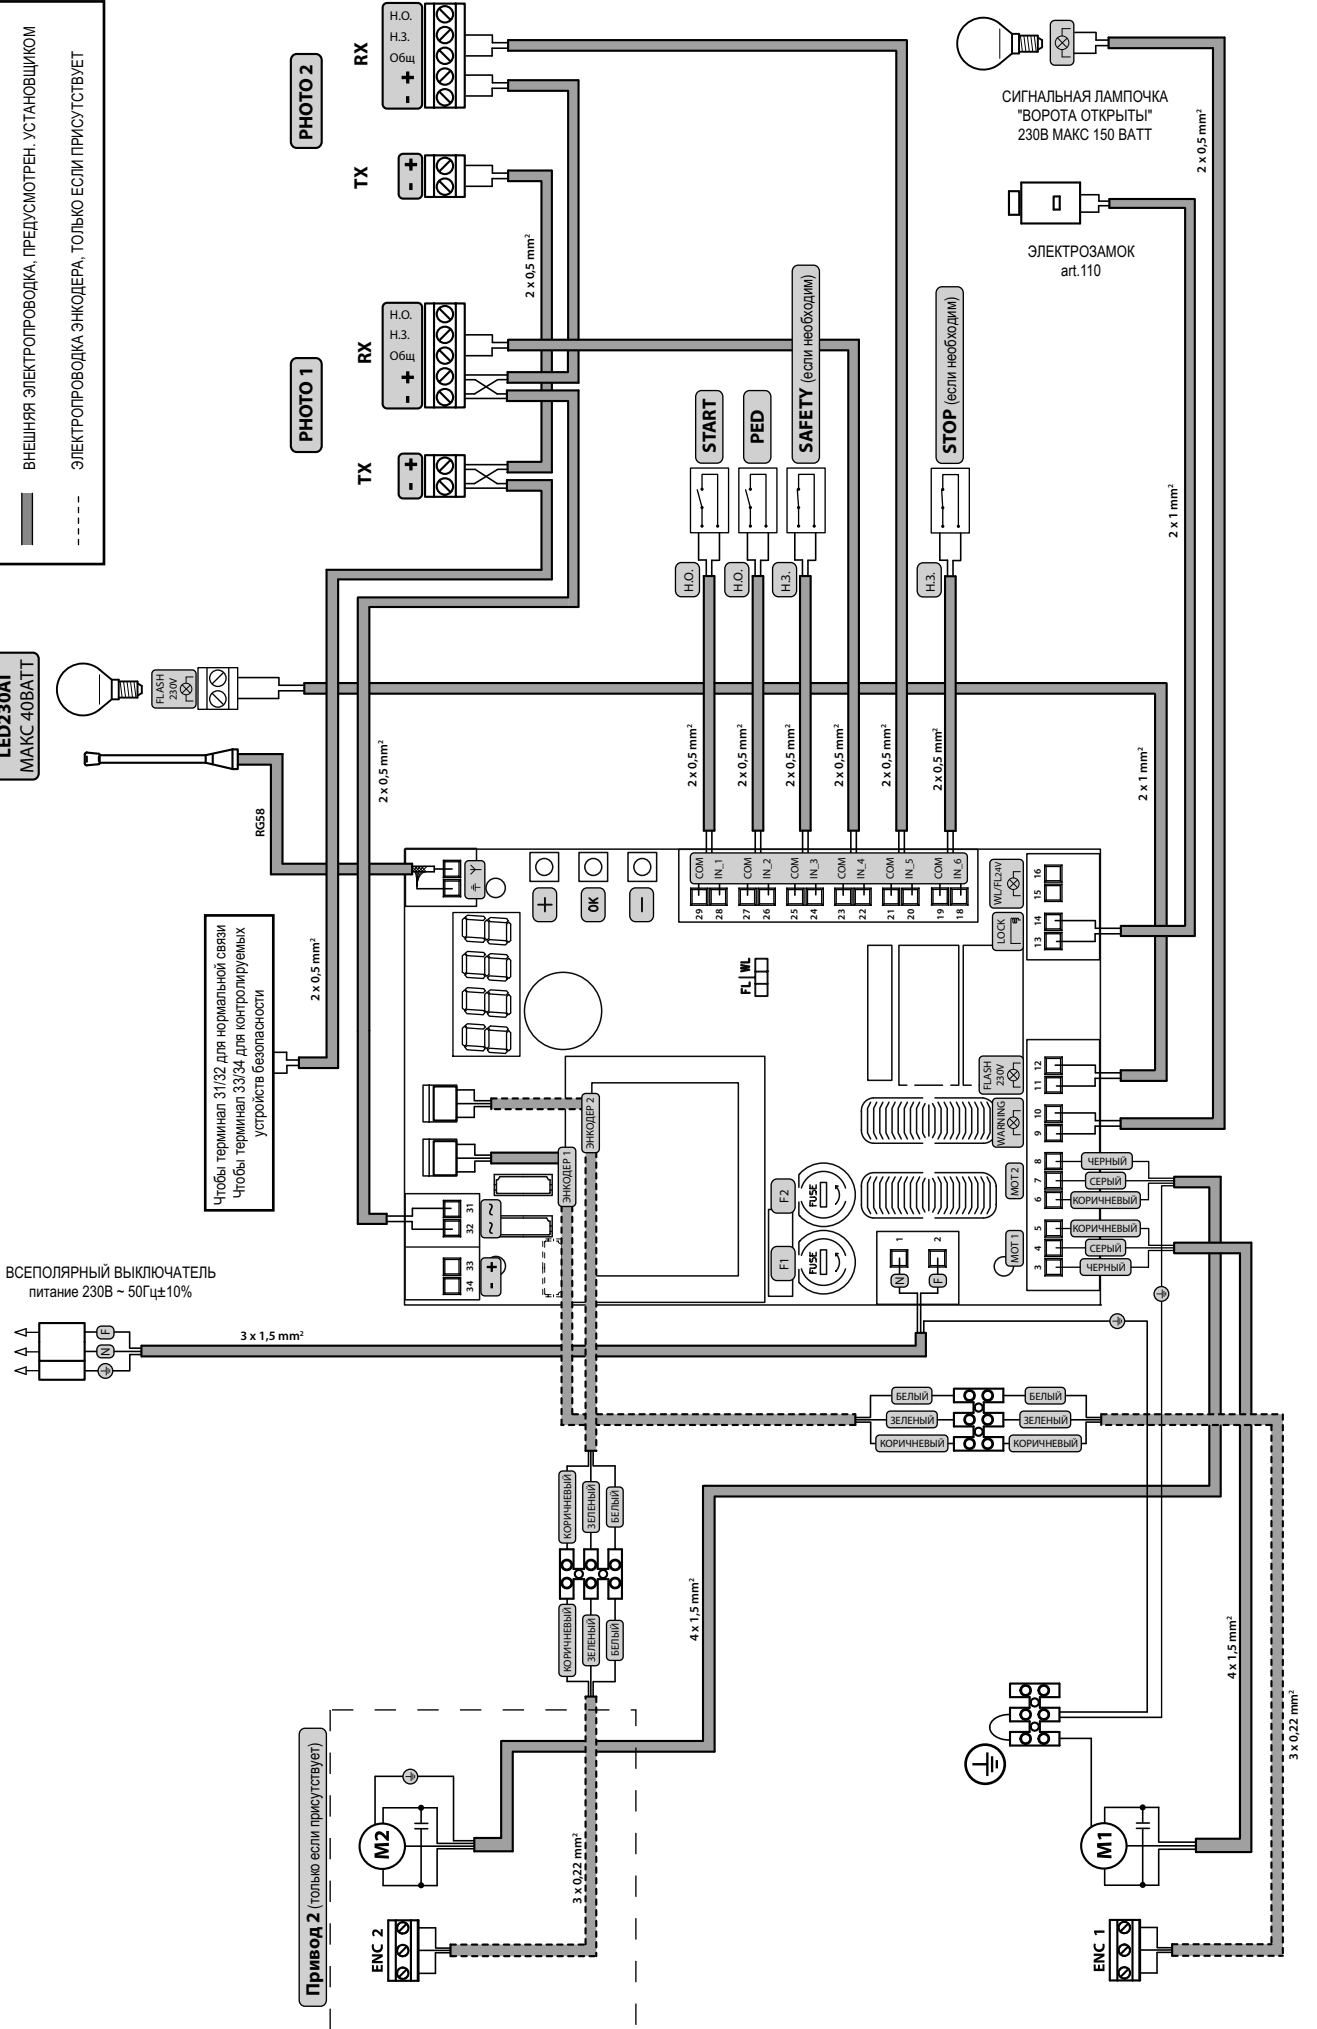 ВНЕШНЯЯ ЭЛЕКТРОПРОВОДКА, ПРЕДУСМОТРЕН. УСТАНОВЩИКОМ
ЭЛЕКТРОПРОВОДКА ЭНКОДЕРА, ТОЛЬКО ЕСЛИ ПРИСУТСТВУЕТ
PHOTO 2
TX
- +
RX
- + Общ Н.З. Н.О.
PHOTO 1
TX
- +
RX
- + Общ Н.З. Н.О.
2 x 0,5 mm²
СИГНАЛЬНАЯ ЛАМПОЧКА
"ВОРОТА ОТКРЫТЫ"
230В МАКС 150 ВАТТ
2 x 0,5 mm²
ЭЛЕКТРОЗАМОК
art.110
2 x 1 mm²
LED230AT
МАКС 40ВАТТ
FLASH
230V
RG58
2 x 0,5 mm²
START
PED
SAFETY (если необходим)
STOP (если необходим)
Н.О.
Н.О.
Н.З.
Н.З.
2 x 0,5 mm²
2 x 0,5 mm²
2 x 0,5 mm²
2 x 0,5 mm²
2 x 0,5 mm²
2 x 0,5 mm²
2 x 1 mm²
Чтобы терминал 31/32 для нормальной связи
Чтобы терминал 33/34 для контролируемых
устройств безопасности
2 x 0,5 mm²
+
OK
−
COM IN_1 COM IN_2 COM IN_3 COM IN_4 COM IN_5 COM IN_6
29 28 27 26 25 24 23 22 21 20 19 18
FL WL
WL/FL24V
16 15
LOCK
14 13
FLASH
230V
12 11
WARNING
10 9
MOT 2
8 7 6
MOT 1
5 4 3
ЧЕРНЫЙ
СЕРЫЙ
КОРИЧНЕВЫЙ
КОРИЧНЕВЫЙ
СЕРЫЙ
ЧЕРНЫЙ
ЭНКОДЕР 2
ЭНКОДЕР 1
31 32
~ ~
33 34
- +
F2
FUSE
F1
FUSE
1 2
N F
ВСЕПОЛЯРНЫЙ ВЫКЛЮЧАТЕЛЬ
питание 230В ~ 50Гц±10%
F
N
3 x 1,5 mm²
БЕЛЫЙ БЕЛЫЙ
ЗЕЛЕНЫЙ ЗЕЛЕНЫЙ
КОРИЧНЕВЫЙ КОРИЧНЕВЫЙ
КОРИЧНЕВЫЙ ЗЕЛЕНЫЙ БЕЛЫЙ
КОРИЧНЕВЫЙ ЗЕЛЕНЫЙ БЕЛЫЙ
4 x 1,5 mm²
4 x 1,5 mm²
3 x 0,22 mm²
Привод 2 (только если присутствует)
M2
3 x 0,22 mm²
ENC 2
M1
ENC 1